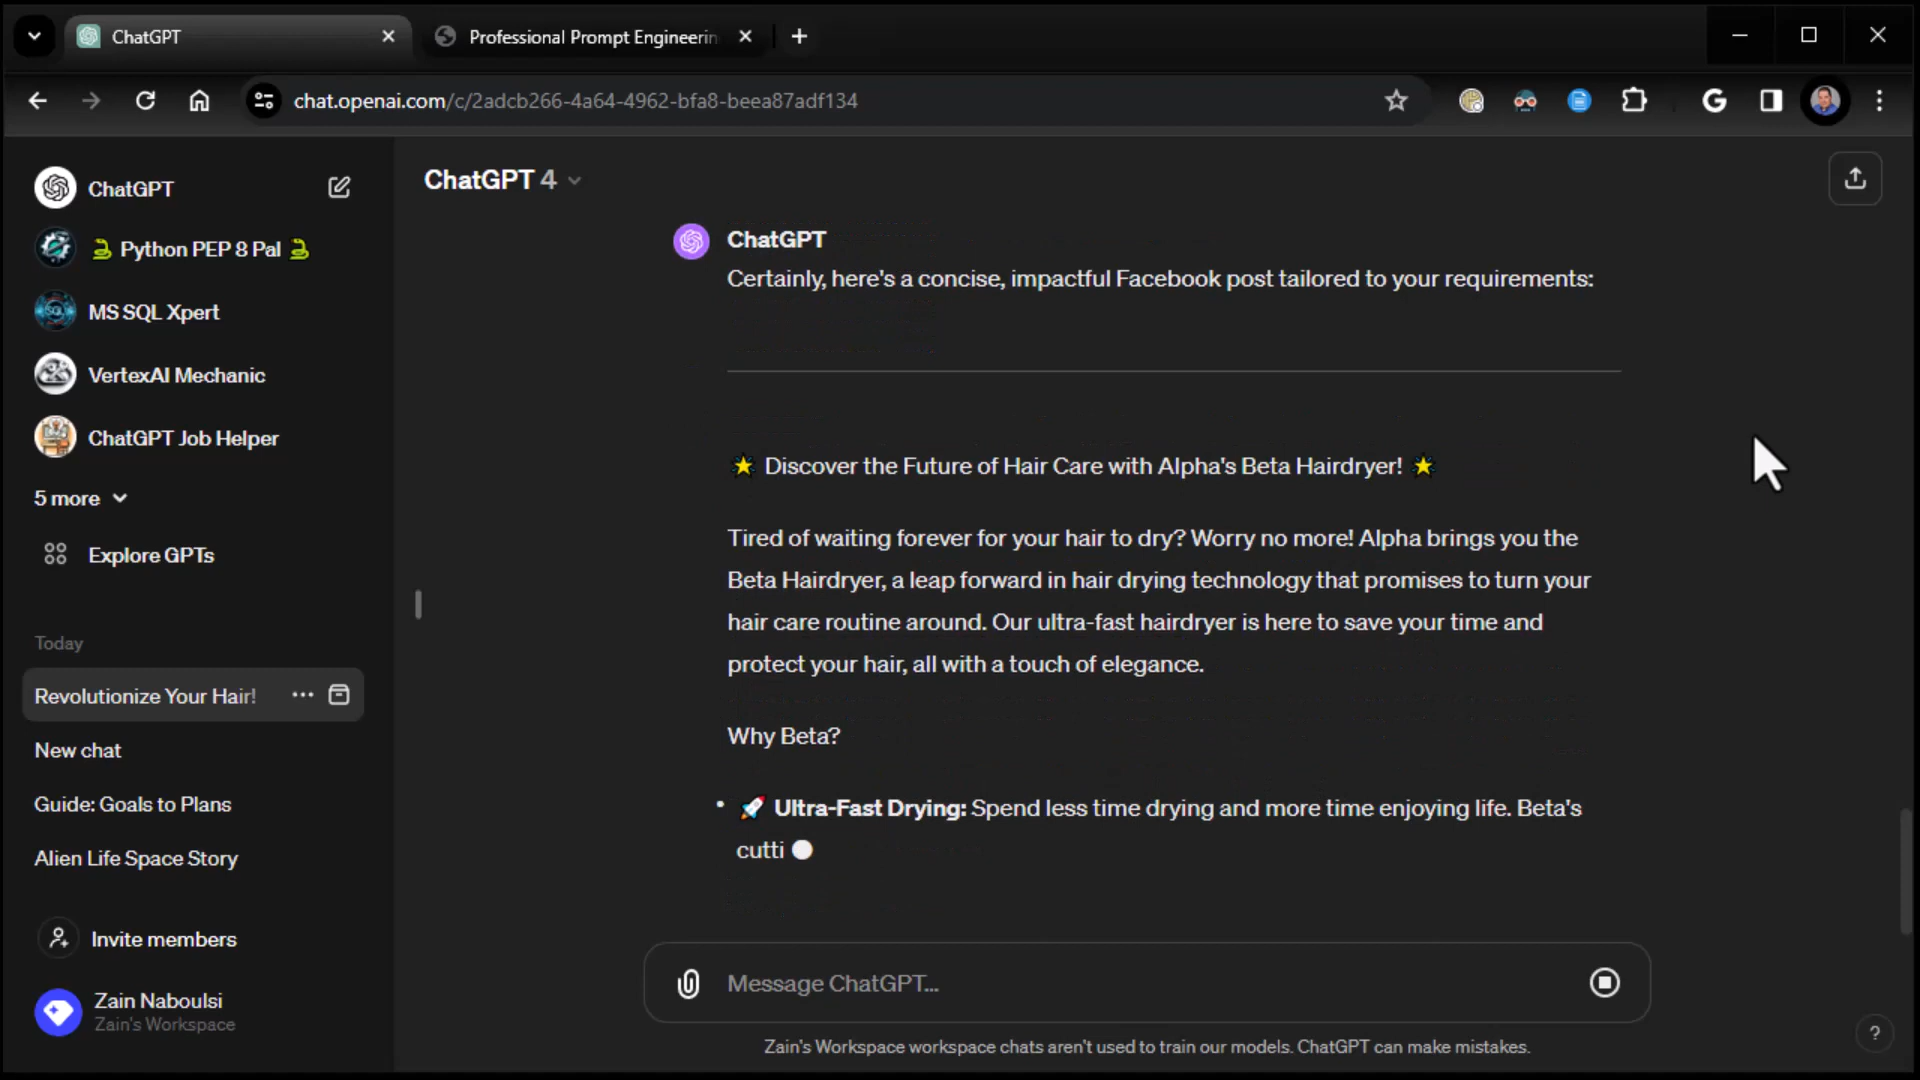 ChatGPT
Professional Prompt Engineerin
chat.openai.com/c/2adcb266-4a64-4962-bfa8-beea87adf134
ChatGPT
Python PEP 8 Pal
MS SQL Xpert
VertexAI Mechanic
ChatGPT Job Helper
5 more
Explore GPTs
Today
Revolutionize Your Hair!
New chat
Guide: Goals to Plans
Alien Life Space Story
Invite members
Zain Naboulsi
Zain's Workspace
ChatGPT 4
ChatGPT
Certainly, here's a concise, impactful Facebook post tailored to your requirements:
🌟 Discover the Future of Hair Care with Alpha's Beta Hairdryer! 🌟
Tired of waiting forever for your hair to dry? Worry no more! Alpha brings you the
Beta Hairdryer, a leap forward in hair drying technology that promises to turn your
hair care routine around. Our ultra-fast hairdryer is here to save your time and
protect your hair, all with a touch of elegance.
Why Beta?
• 🚀 Ultra-Fast Drying: Spend less time drying and more time enjoying life. Beta's
cutti
Message ChatGPT...
Zain's Workspace workspace chats aren't used to train our models. ChatGPT can make mistakes.
?